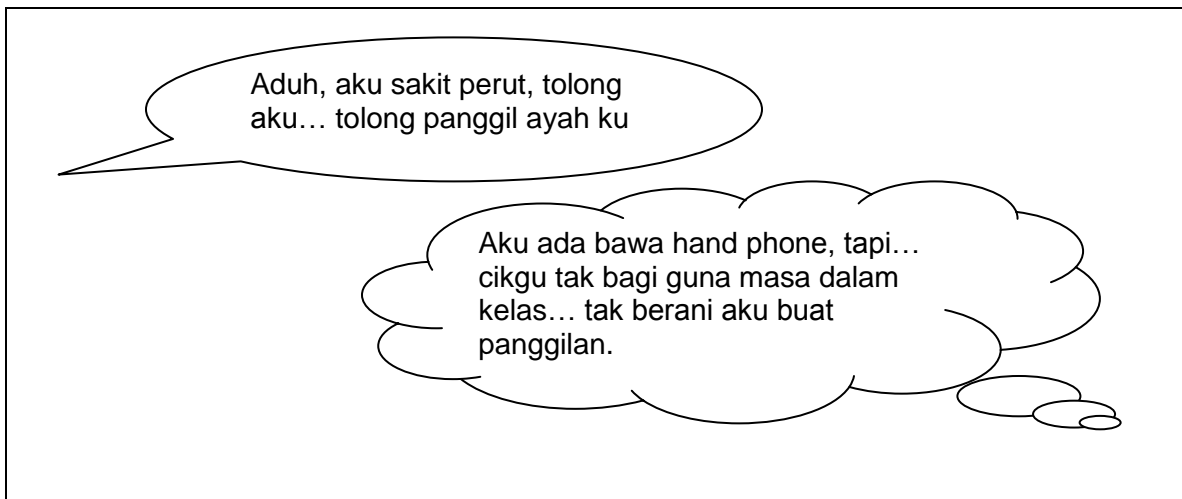 Aduh, aku sakit perut, tolong
aku… tolong panggil ayah ku
Aku ada bawa hand phone, tapi…
cikgu tak bagi guna masa dalam
kelas… tak berani aku buat
panggilan.